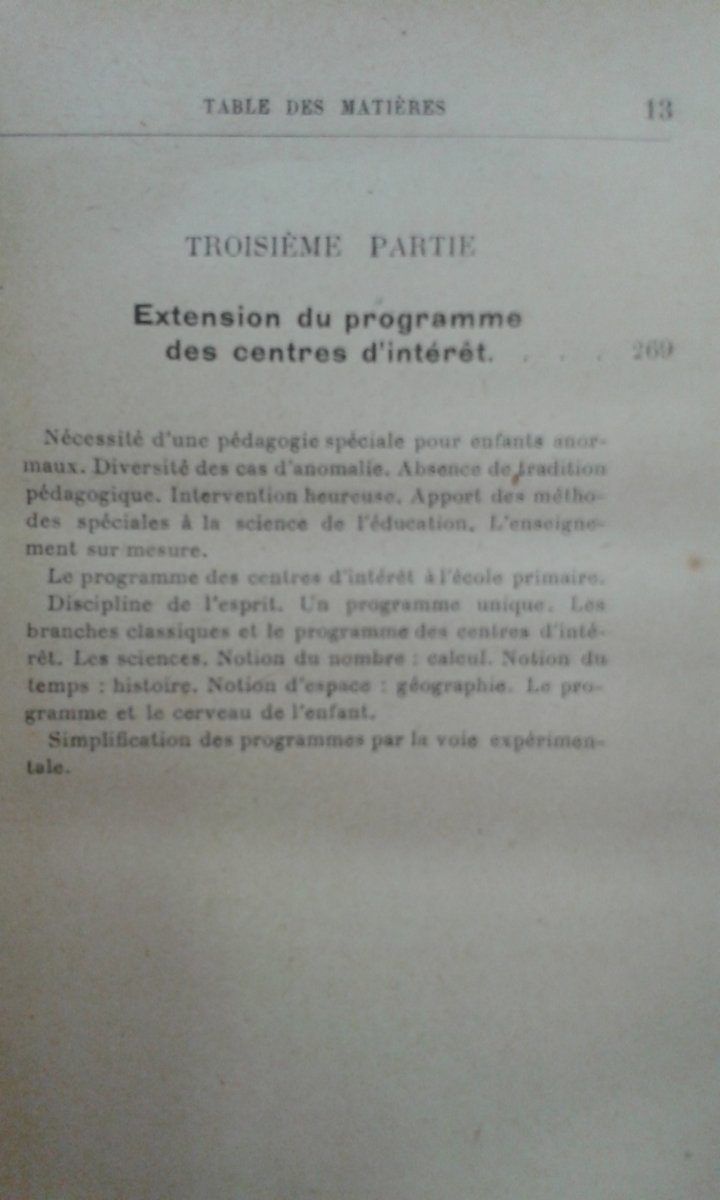 TABLE DES MATIÈRES 13
TROISIÈME PARTIE
Extension du programme
des centres d'intérêt. . . . 269
Nécessité d'une pédagogie spéciale pour enfants anor-
maux. Diversité des cas d'anomalie. Absence de tradition
pédagogique. Intervention heureuse. Apport des métho-
des spéciales à la science de l'éducation. L'enseigne-
ment sur mesure.
Le programme des centres d'intérêt à l'école primaire.
Discipline de l'esprit. Un programme unique. Les
branches classiques et le programme des centres d'inté-
rêt. Les sciences. Notion du nombre : calcul. Notion du
temps : histoire. Notion d'espace : géographie. Le pro-
gramme et le cerveau de l'enfant.
Simplification des programmes par la voie expérimen-
tale.